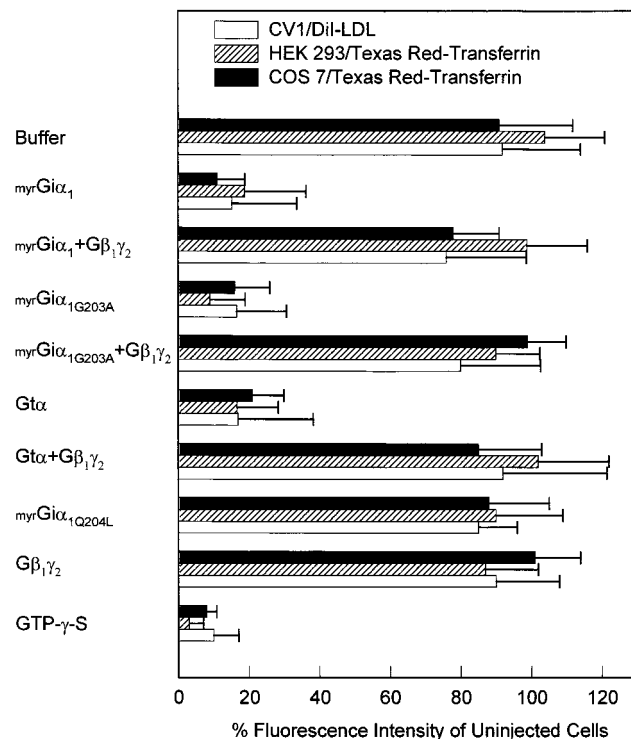 CV1/DiI-LDL
HEK 293/Texas Red-Transferrin
COS 7/Texas Red-Transferrin
Buffer
myrGiα1
myrGiα1+Gβ1γ2
myrGiα1G203A
myrGiα1G203A+Gβ1γ2
Gtα
Gtα+Gβ1γ2
myrGiα1Q204L
Gβ1γ2
GTP-γ-S
0 20 40 60 80 100 120
% Fluorescence Intensity of Uninjected Cells